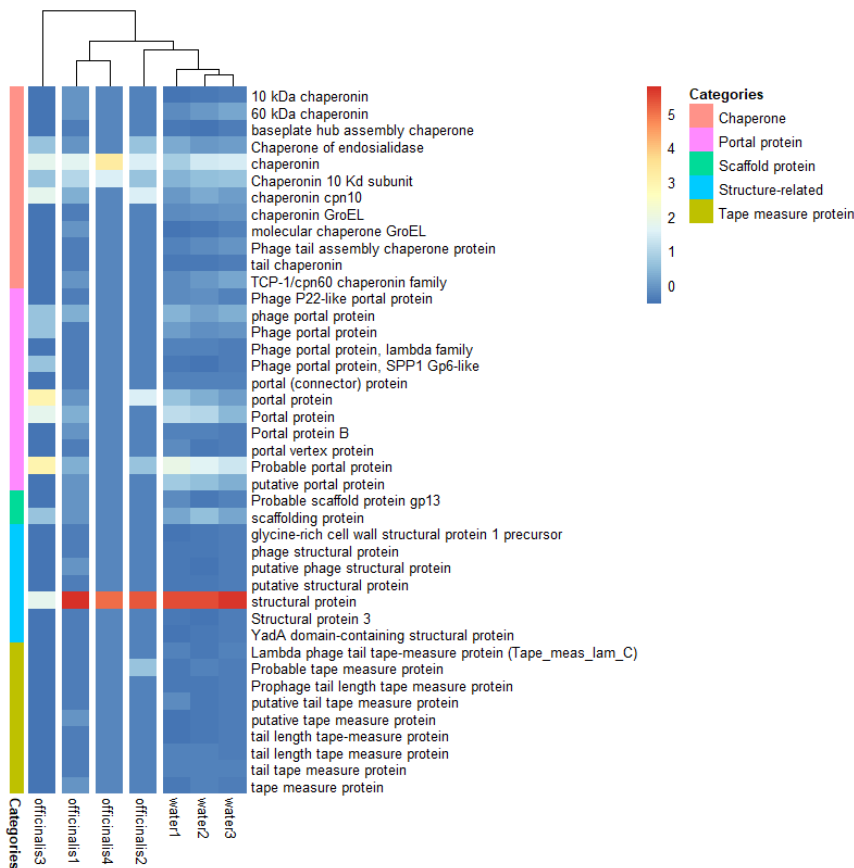 10 kDa chaperonin
60 kDa chaperonin
baseplate hub assembly chaperone
Chaperone of endosialidase
chaperonin
Chaperonin 10 Kd subunit
chaperonin cpn10
chaperonin GroEL
molecular chaperone GroEL
Phage tail assembly chaperone protein
tail chaperonin
TCP-1/cpn60 chaperonin family
Phage P22-like portal protein
phage portal protein
Phage portal protein
Phage portal protein, lambda family
Phage portal protein, SPP1 Gp6-like
portal (connector) protein
portal protein
Portal protein
Portal protein B
portal vertex protein
Probable portal protein
putative portal protein
Probable scaffold protein gp13
scaffolding protein
glycine-rich cell wall structural protein 1 precursor
phage structural protein
putative phage structural protein
putative structural protein
structural protein
Structural protein 3
YadA domain-containing structural protein
Lambda phage tail tape-measure protein (Tape_meas_lam_C)
Probable tape measure protein
Prophage tail length tape measure protein
putative tail tape measure protein
putative tape measure protein
tail length tape-measure protein
tail length tape measure protein
tail tape measure protein
tape measure protein
Categories
officinalis3
officinalis1
officinalis4
officinalis2
water1
water2
water3
5
4
3
2
1
0
Categories
Chaperone
Portal protein
Scaffold protein
Structure-related
Tape measure protein